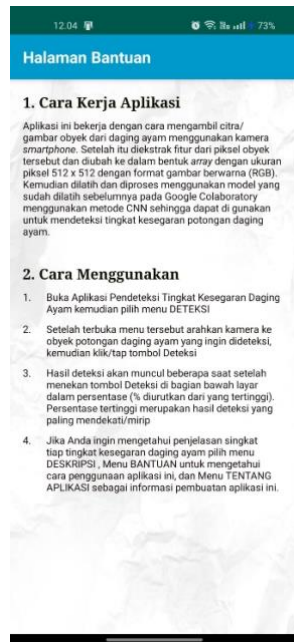 12.04 73%
Halaman Bantuan
1. Cara Kerja Aplikasi
Aplikasi ini bekerja dengan cara mengambil citra/
gambar obyek dari daging ayam menggunakan kamera
smartphone. Setelah itu diekstrak fitur dari piksel obyek
tersebut dan diubah ke dalam bentuk array dengan ukuran
piksel 512 x 512 dengan format gambar berwarna (RGB).
Kemudian dilatih dan diproses menggunakan model yang
sudah dilatih sebelumnya pada Google Colaboratory
menggunakan metode CNN sehingga dapat di gunakan
untuk mendeteksi tingkat kesegaran potongan daging
ayam.
2. Cara Menggunakan
1. Buka Aplikasi Pendeteksi Tingkat Kesegaran Daging
Ayam kemudian pilih menu DETEKSI
2. Setelah terbuka menu tersebut arahkan kamera ke
obyek potongan daging ayam yang ingin dideteksi,
kemudian klik/tap tombol Deteksi
3. Hasil deteksi akan muncul beberapa saat setelah
menekan tombol Deteksi di bagian bawah layar
dalam persentase (% diurutkan dari yang tertinggi).
Persentase tertinggi merupakan hasil deteksi yang
paling mendekati/mirip
4. Jika Anda ingin mengetahui penjelasan singkat
tiap tingkat kesegaran daging ayam pilih menu
DESKRIPSI , Menu BANTUAN untuk mengetahui
cara penggunaan aplikasi ini, dan Menu TENTANG
APLIKASI sebagai informasi pembuatan aplikasi ini.